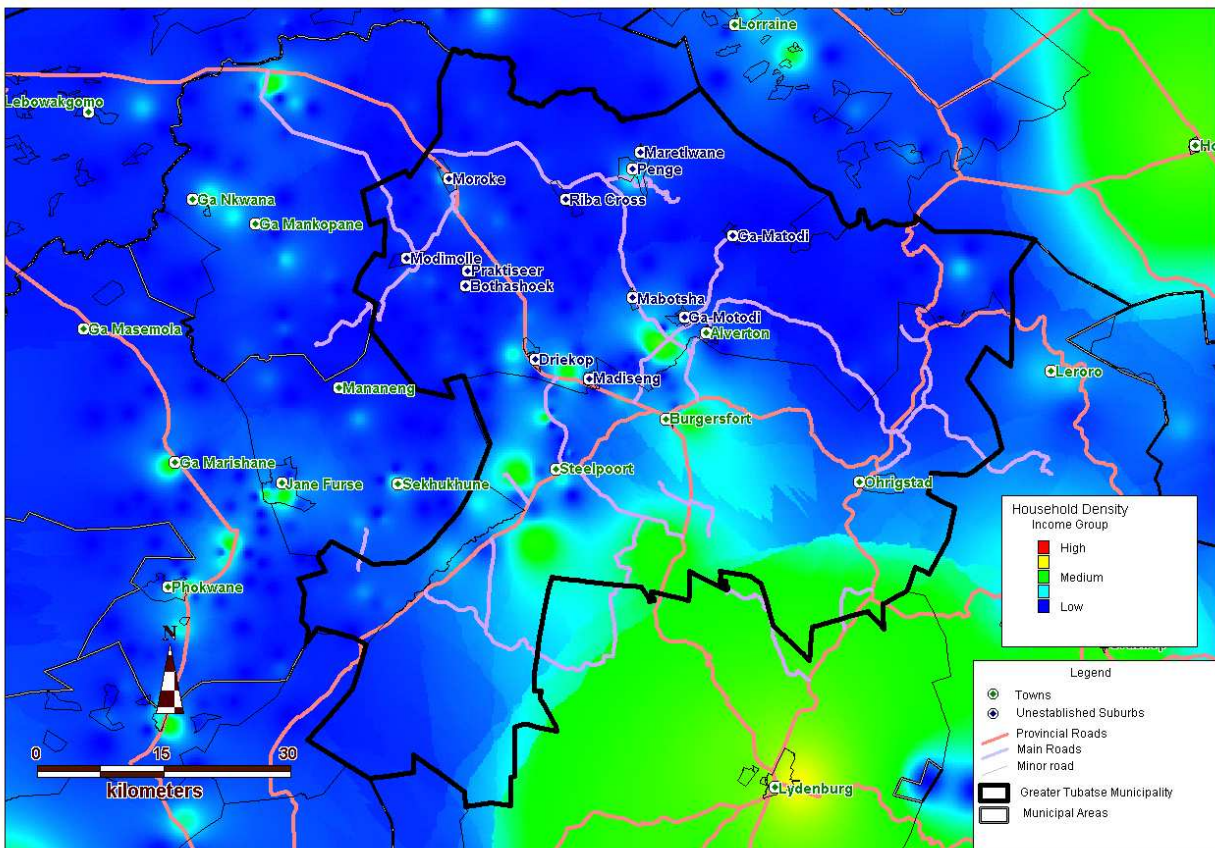 Lorraine
Lebowakgomo
Ho
Maretlwane
Penge
Moroke
Ga Nkwana
Riba Cross
Ga Mankopane
Ga-Matodi
Modimolle
Praktiseer
Bothashoek
Mabotsha
Ga-Motodi
Ga Masemola
Alverton
Driekop
Leroro
Madiseng
Mananeng
Burgersfort
Ga Marishane
Steelpoort
Jane Furse
Sekhukhune
Ohrigstad
Household Density
Income Group
High
Medium
Low
Phokwane
N
Legend
Towns
Unestablished Suburbs
Provincial Roads
Main Roads
Minor road
Greater Tubatse Municipality
Municipal Areas
0 15 30
kilometers
Lydenburg